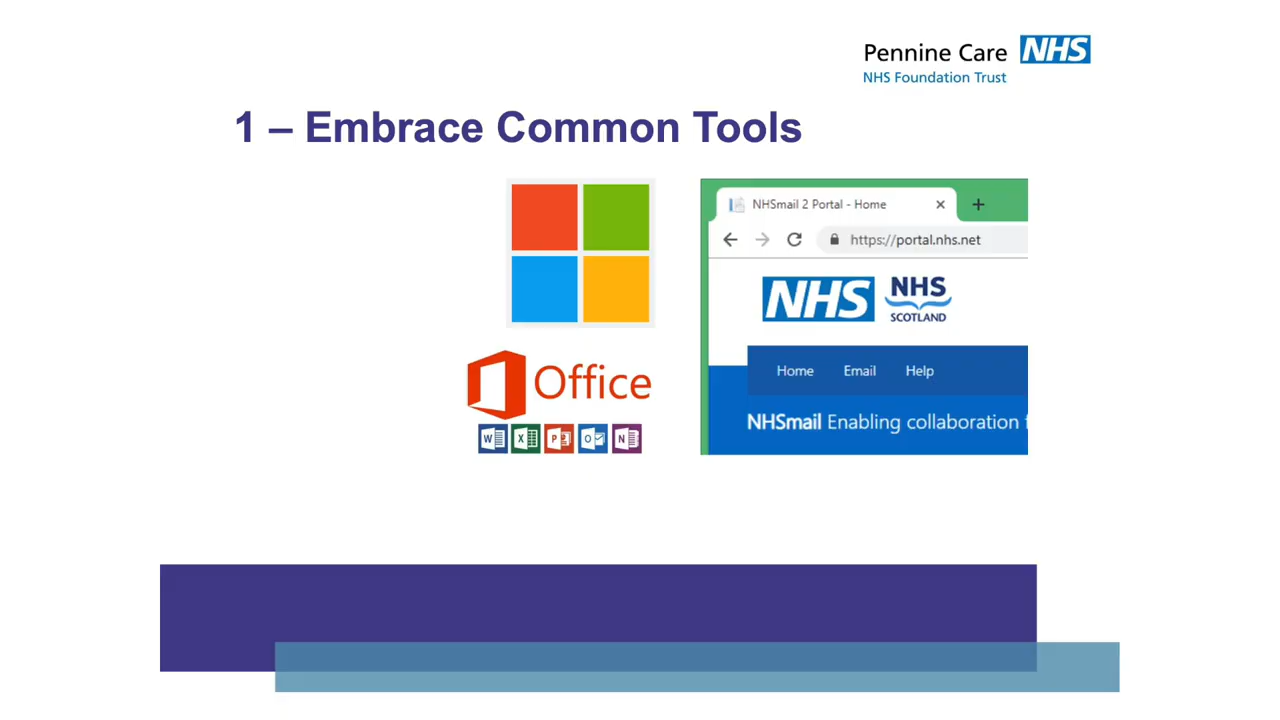 Pennine Care NHS
NHS Foundation Trust
1 – Embrace Common Tools
NHSmail 2 Portal - Home
https://portal.nhs.net
NHS NHS
SCOTLAND
Office
W X P O N
Home Email Help
NHSmail Enabling collaboration